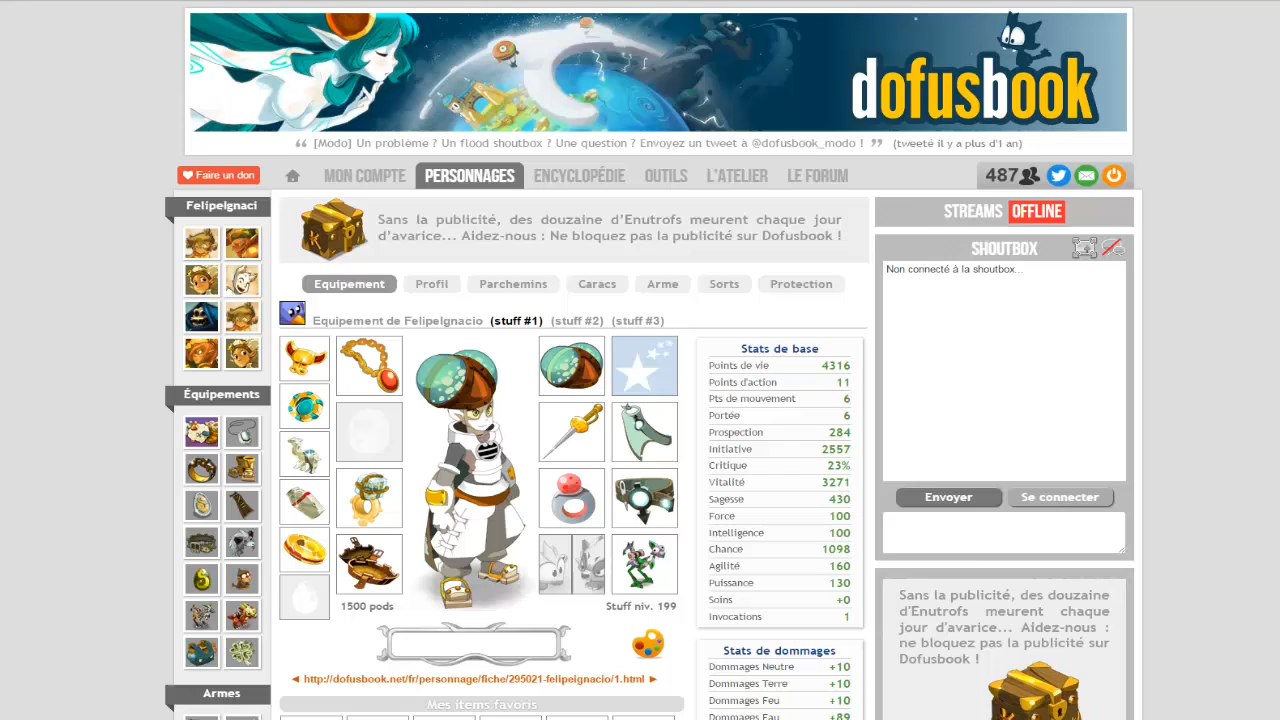 dofusbook
“ [Modo] Un problème ? Un flood shoutbox ? Une question ? Envoyez un tweet à @dofusbook_modo ! ” (tweeté il y a plus d'1 an)
Faire un don
MON COMPTE PERSONNAGES ENCYCLOPÉDIE OUTILS L'ATELIER LE FORUM
487
FelipeIgnaci
Équipements
Armes
Sans la publicité, des douzaine d'Enutrofs meurent chaque jour
d'avarice... Aidez-nous : Ne bloquez pas la publicité sur Dofusbook !
Equipement Profil Parchemins Caracs Arme Sorts Protection
Equipement de FelipeIgnacio (stuff #1) (stuff #2) (stuff #3)
1500 pods
Stuff niv. 199
◄ http://dofusbook.net/fr/personnage/fiche/295021-felipeignacio/1.html ►
Mes items favoris
Stats de base
Points de vie 4316
Points d'action 11
Pts de mouvement 6
Portée 6
Prospection 284
Initiative 2557
Critique 23%
Vitalité 3271
Sagesse 430
Force 100
Intelligence 100
Chance 1098
Agilité 160
Puissance 130
Soins +0
Invocations 1
Stats de dommages
Dommages Neutre +10
Dommages Terre +10
Dommages Feu +10
Dommages Eau +89
STREAMS OFFLINE
SHOUTBOX
Non connecté à la shoutbox...
Envoyer
Se connecter
Sans la publicité, des douzaine
d'Enutrofs meurent chaque
jour d'avarice... Aidez-nous :
ne bloquez pas la publicité sur
Dofusbook !